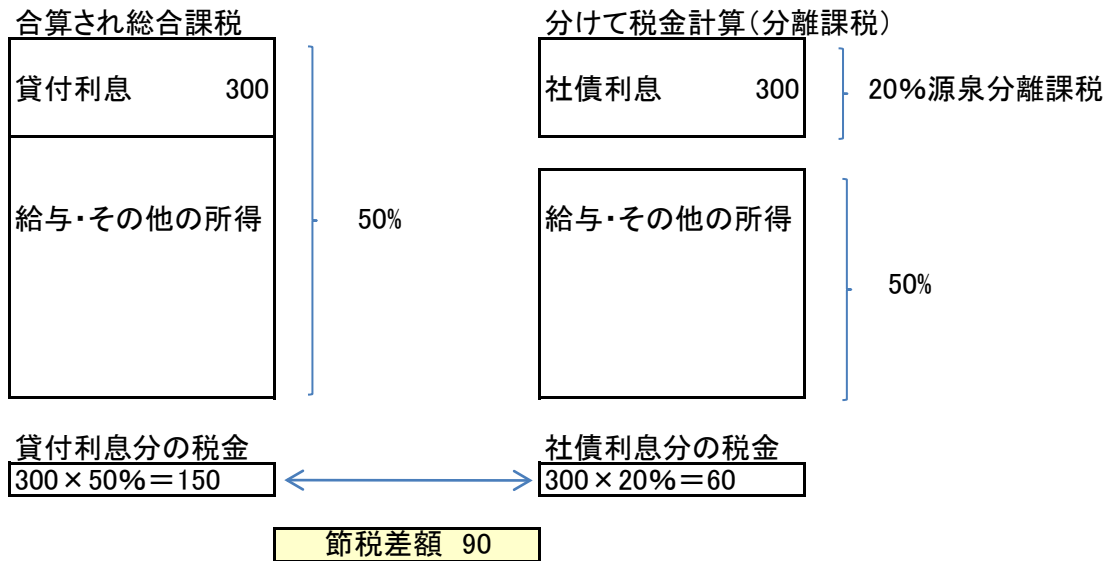 合算され総合課税
分けて税金計算(分離課税)
貸付利息 300
社債利息 300
20%源泉分離課税
給与・その他の所得
50%
給与・その他の所得
50%
貸付利息分の税金
社債利息分の税金
300×50%=150
300×20%=60
節税差額 90